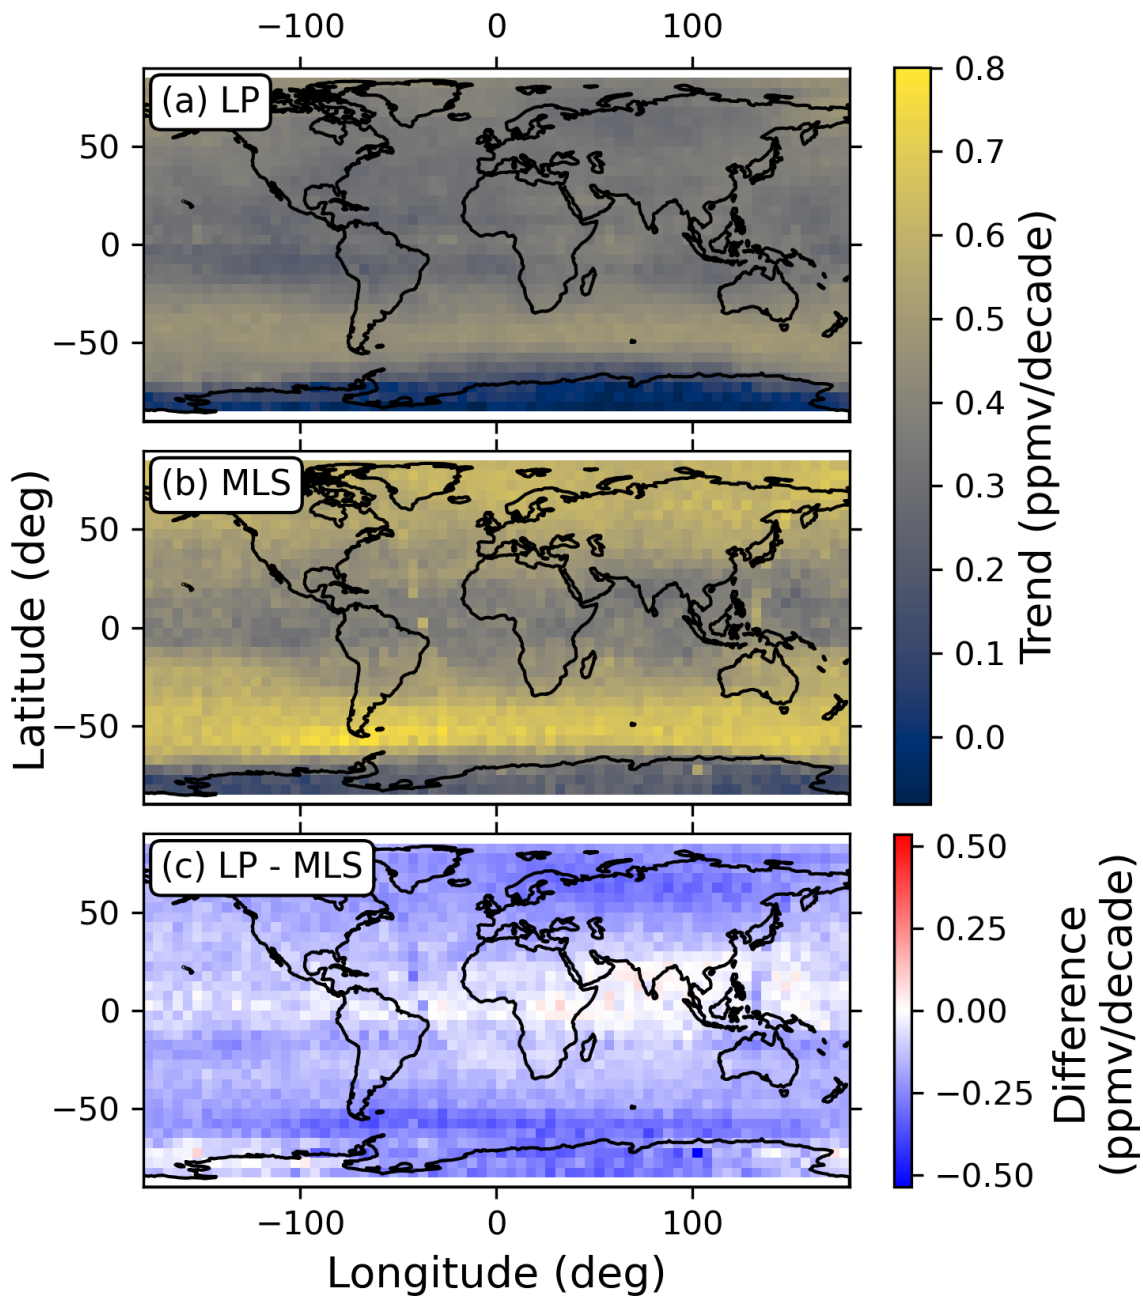 −100 0 100
(a) LP
50
0
−50
0.8
0.7
0.6
0.5
0.4
0.3
0.2
0.1
0.0
Trend (ppmv/decade)
(b) MLS
50
0
−50
Latitude (deg)
(c) LP - MLS
50
0
−50
0.50
0.25
0.00
−0.25
−0.50
Difference
(ppmv/decade)
−100 0 100
Longitude (deg)